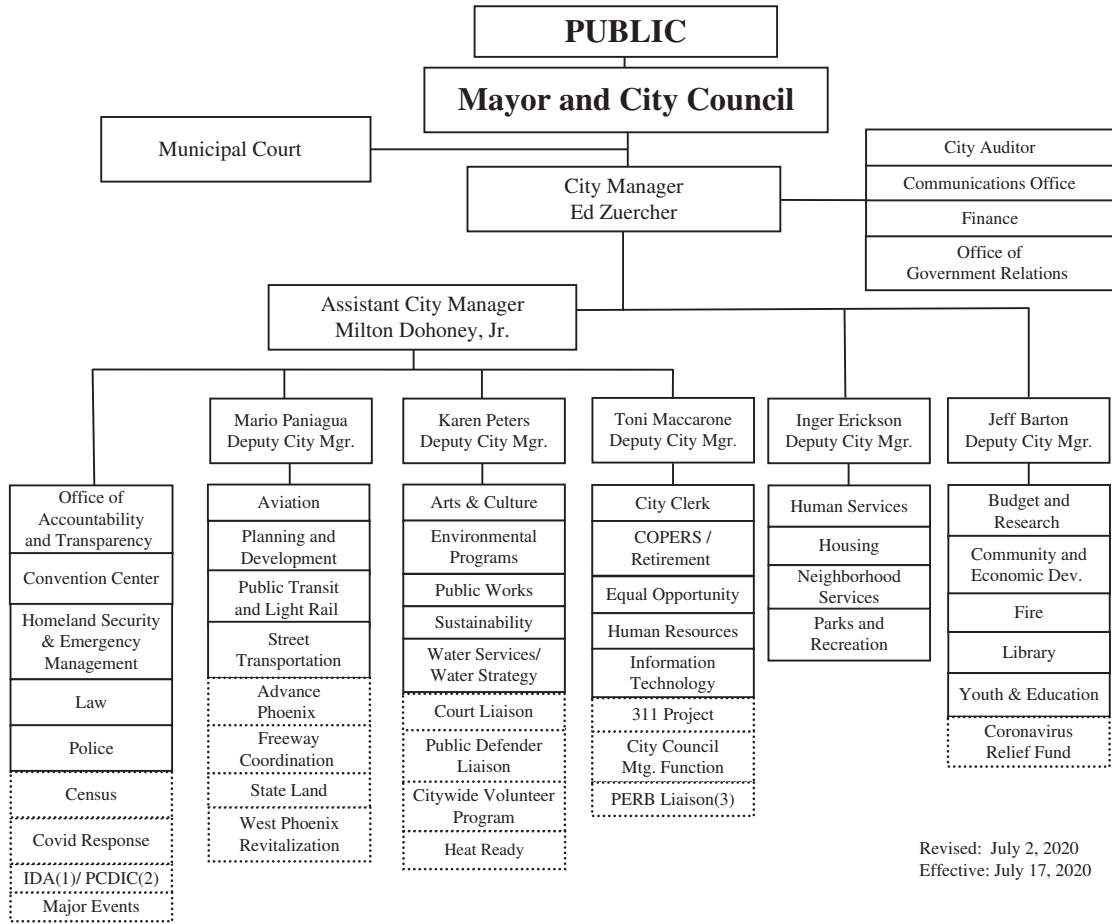 PUBLIC
Mayor and City Council
Municipal Court
City Manager
Ed Zuercher
City Auditor
Communications Office
Finance
Office of
Government Relations
Assistant City Manager
Milton Dohoney, Jr.
Mario Paniagua
Deputy City Mgr.
Karen Peters
Deputy City Mgr.
Toni Maccarone
Deputy City Mgr.
Inger Erickson
Deputy City Mgr.
Jeff Barton
Deputy City Mgr.
Office of
Accountability
and Transparency
Convention Center
Homeland Security
& Emergency
Management
Law
Police
Census
Covid Response
IDA(1)/ PCDIC(2)
Major Events
Aviation
Planning and
Development
Public Transit
and Light Rail
Street
Transportation
Advance
Phoenix
Freeway
Coordination
State Land
West Phoenix
Revitalization
Arts & Culture
Environmental
Programs
Public Works
Sustainability
Water Services/
Water Strategy
Court Liaison
Public Defender
Liaison
Citywide Volunteer
Program
Heat Ready
City Clerk
COPERS /
Retirement
Equal Opportunity
Human Resources
Information
Technology
311 Project
City Council
Mtg. Function
PERB Liaison(3)
Human Services
Housing
Neighborhood
Services
Parks and
Recreation
Budget and
Research
Community and
Economic Dev.
Fire
Library
Youth & Education
Coronavirus
Relief Fund
Revised: July 2, 2020
Effective: July 17, 2020